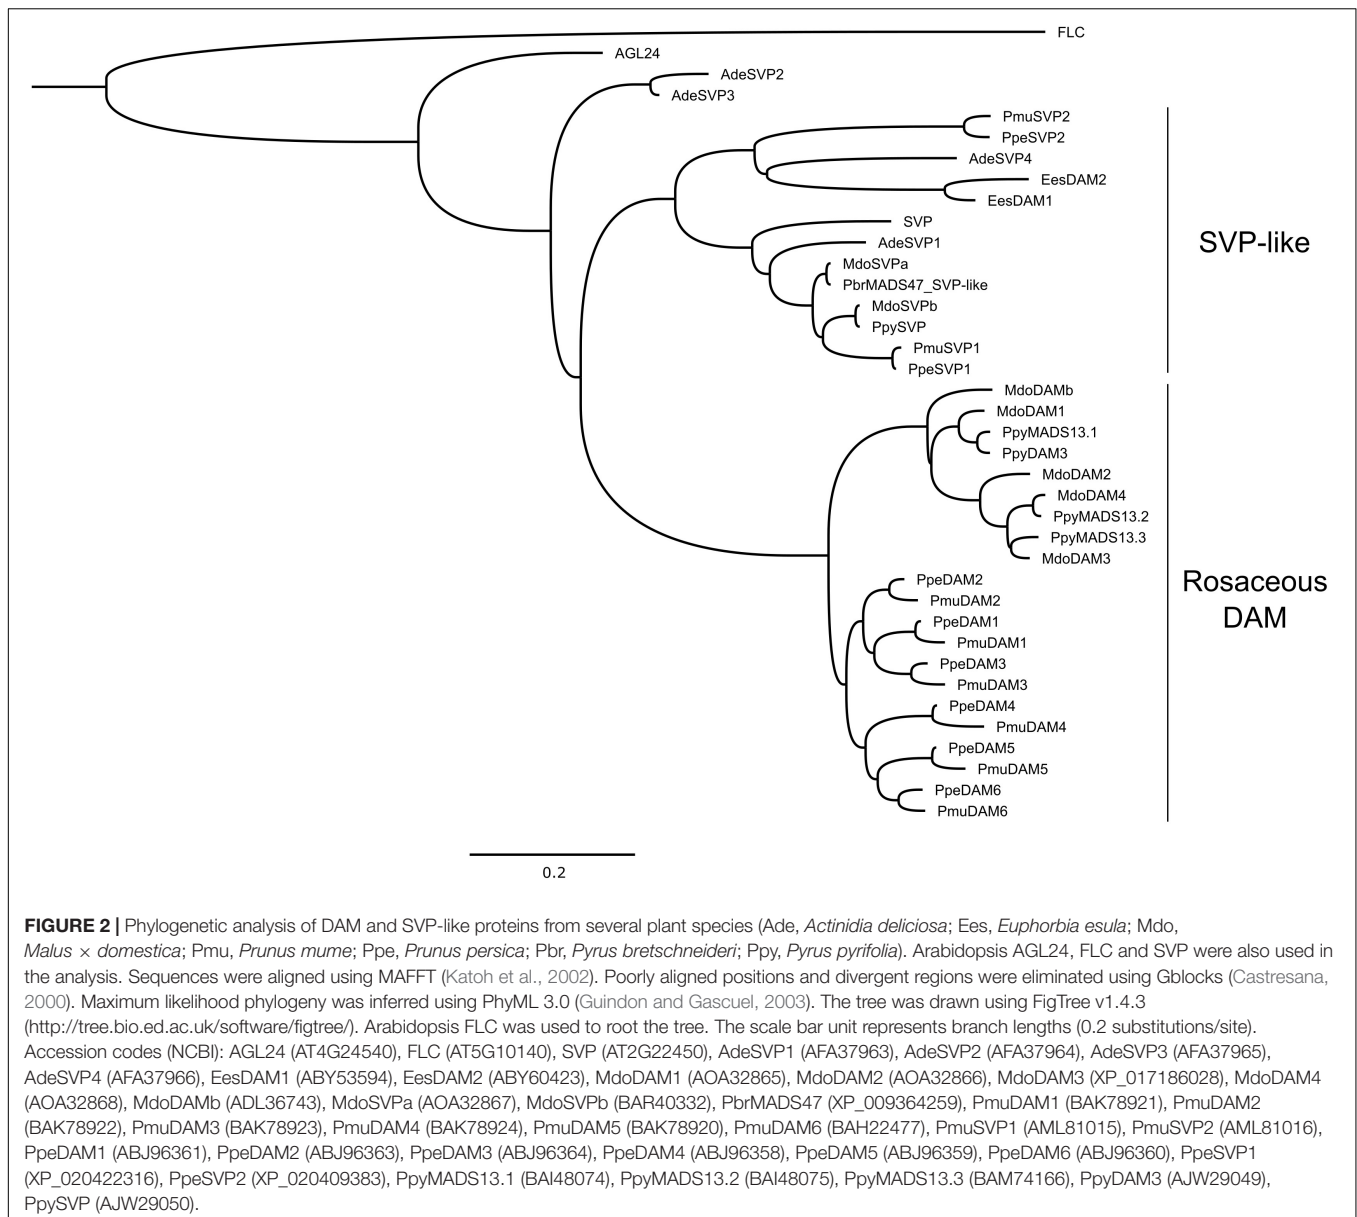 FLC
AGL24
AdeSVP2
AdeSVP3
PmuSVP2
PpeSVP2
AdeSVP4
EesDAM2
EesDAM1
SVP
AdeSVP1
MdoSVPa
PbrMADS47_SVP-like
MdoSVPb
PpySVP
PmuSVP1
PpeSVP1
SVP-like
MdoDAMb
MdoDAM1
PpyMADS13.1
PpyDAM3
MdoDAM2
MdoDAM4
PpyMADS13.2
PpyMADS13.3
MdoDAM3
PpeDAM2
PmuDAM2
PpeDAM1
PmuDAM1
PpeDAM3
PmuDAM3
PpeDAM4
PmuDAM4
PpeDAM5
PmuDAM5
PpeDAM6
PmuDAM6
Rosaceous
DAM
0.2
FIGURE 2 | Phylogenetic analysis of DAM and SVP-like proteins from several plant species (Ade, Actinidia deliciosa; Ees, Euphorbia esula; Mdo,
Malus × domestica; Pmu, Prunus mume; Ppe, Prunus persica; Pbr, Pyrus bretschneideri; Ppy, Pyrus pyrifolia). Arabidopsis AGL24, FLC and SVP were also used in
the analysis. Sequences were aligned using MAFFT (Katoh et al., 2002). Poorly aligned positions and divergent regions were eliminated using Gblocks (Castresana,
2000). Maximum likelihood phylogeny was inferred using PhyML 3.0 (Guindon and Gascuel, 2003). The tree was drawn using FigTree v1.4.3
(http://tree.bio.ed.ac.uk/software/figtree/). Arabidopsis FLC was used to root the tree. The scale bar unit represents branch lengths (0.2 substitutions/site).
Accession codes (NCBI): AGL24 (AT4G24540), FLC (AT5G10140), SVP (AT2G22450), AdeSVP1 (AFA37963), AdeSVP2 (AFA37964), AdeSVP3 (AFA37965),
AdeSVP4 (AFA37966), EesDAM1 (ABY53594), EesDAM2 (ABY60423), MdoDAM1 (AOA32865), MdoDAM2 (AOA32866), MdoDAM3 (XP_017186028), MdoDAM4
(AOA32868), MdoDAMb (ADL36743), MdoSVPa (AOA32867), MdoSVPb (BAR40332), PbrMADS47 (XP_009364259), PmuDAM1 (BAK78921), PmuDAM2
(BAK78922), PmuDAM3 (BAK78923), PmuDAM4 (BAK78924), PmuDAM5 (BAK78920), PmuDAM6 (BAH22477), PmuSVP1 (AML81015), PmuSVP2 (AML81016),
PpeDAM1 (ABJ96361), PpeDAM2 (ABJ96363), PpeDAM3 (ABJ96364), PpeDAM4 (ABJ96358), PpeDAM5 (ABJ96359), PpeDAM6 (ABJ96360), PpeSVP1
(XP_020422316), PpeSVP2 (XP_020409383), PpyMADS13.1 (BAI48074), PpyMADS13.2 (BAI48075), PpyMADS13.3 (BAM74166), PpyDAM3 (AJW29049),
PpySVP (AJW29050).